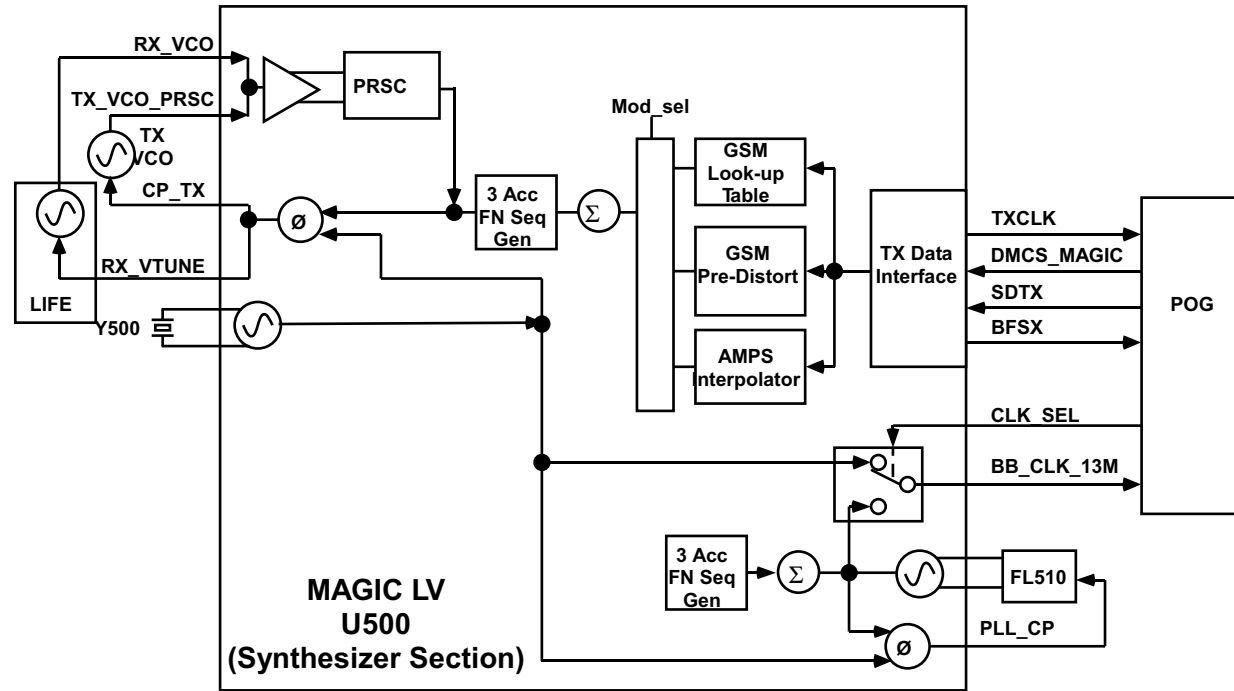 RX_VCO
TX_VCO_PRSC
TX
VCO
CP_TX
RX_VTUNE
LIFE
Y500
PRSC
ø
3 Acc
FN Seq
Gen
Σ
Mod_sel
GSM
Look-up
Table
GSM
Pre-Distort
AMPS
Interpolator
TX Data
Interface
TXCLK
DMCS_MAGIC
SDTX
BFSX
POG
CLK_SEL
BB_CLK_13M
3 Acc
FN Seq
Gen
Σ
FL510
PLL_CP
ø
MAGIC LV
U500
(Synthesizer Section)